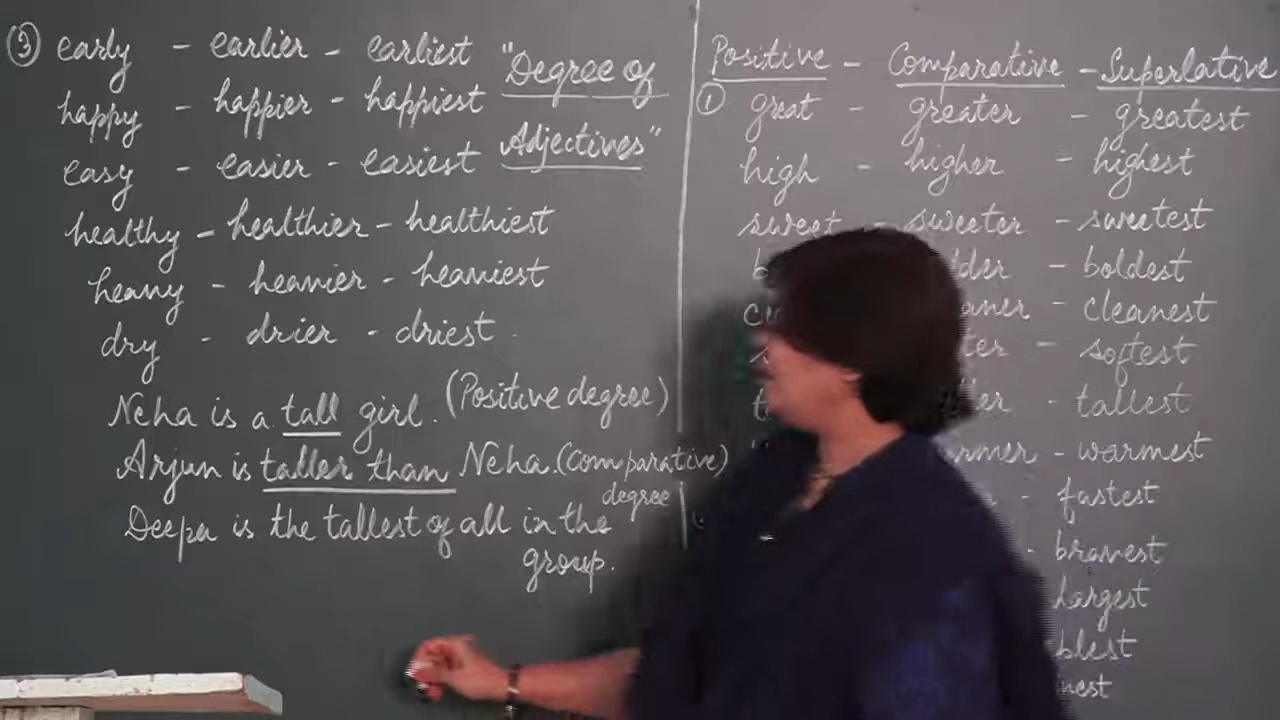 ③ early - earlier - earliest
happy - happier - happiest
easy - easier - easiest
healthy - healthier - healthiest
heavy - heavier - heaviest
dry - drier - driest
Neha is a tall girl. (Positive degree)
Arjun is taller than Neha. (Comparative)
degree
Deepa is the tallest of all in the
group.
"Degree of
Adjectives"
Positive - Comparative - Superlative
① great - greater - greatest
high - higher - highest
sweet - sweeter - sweetest
- boldest
- cleanest
- softest
- tallest
- warmest
- fastest
- bravest
largest